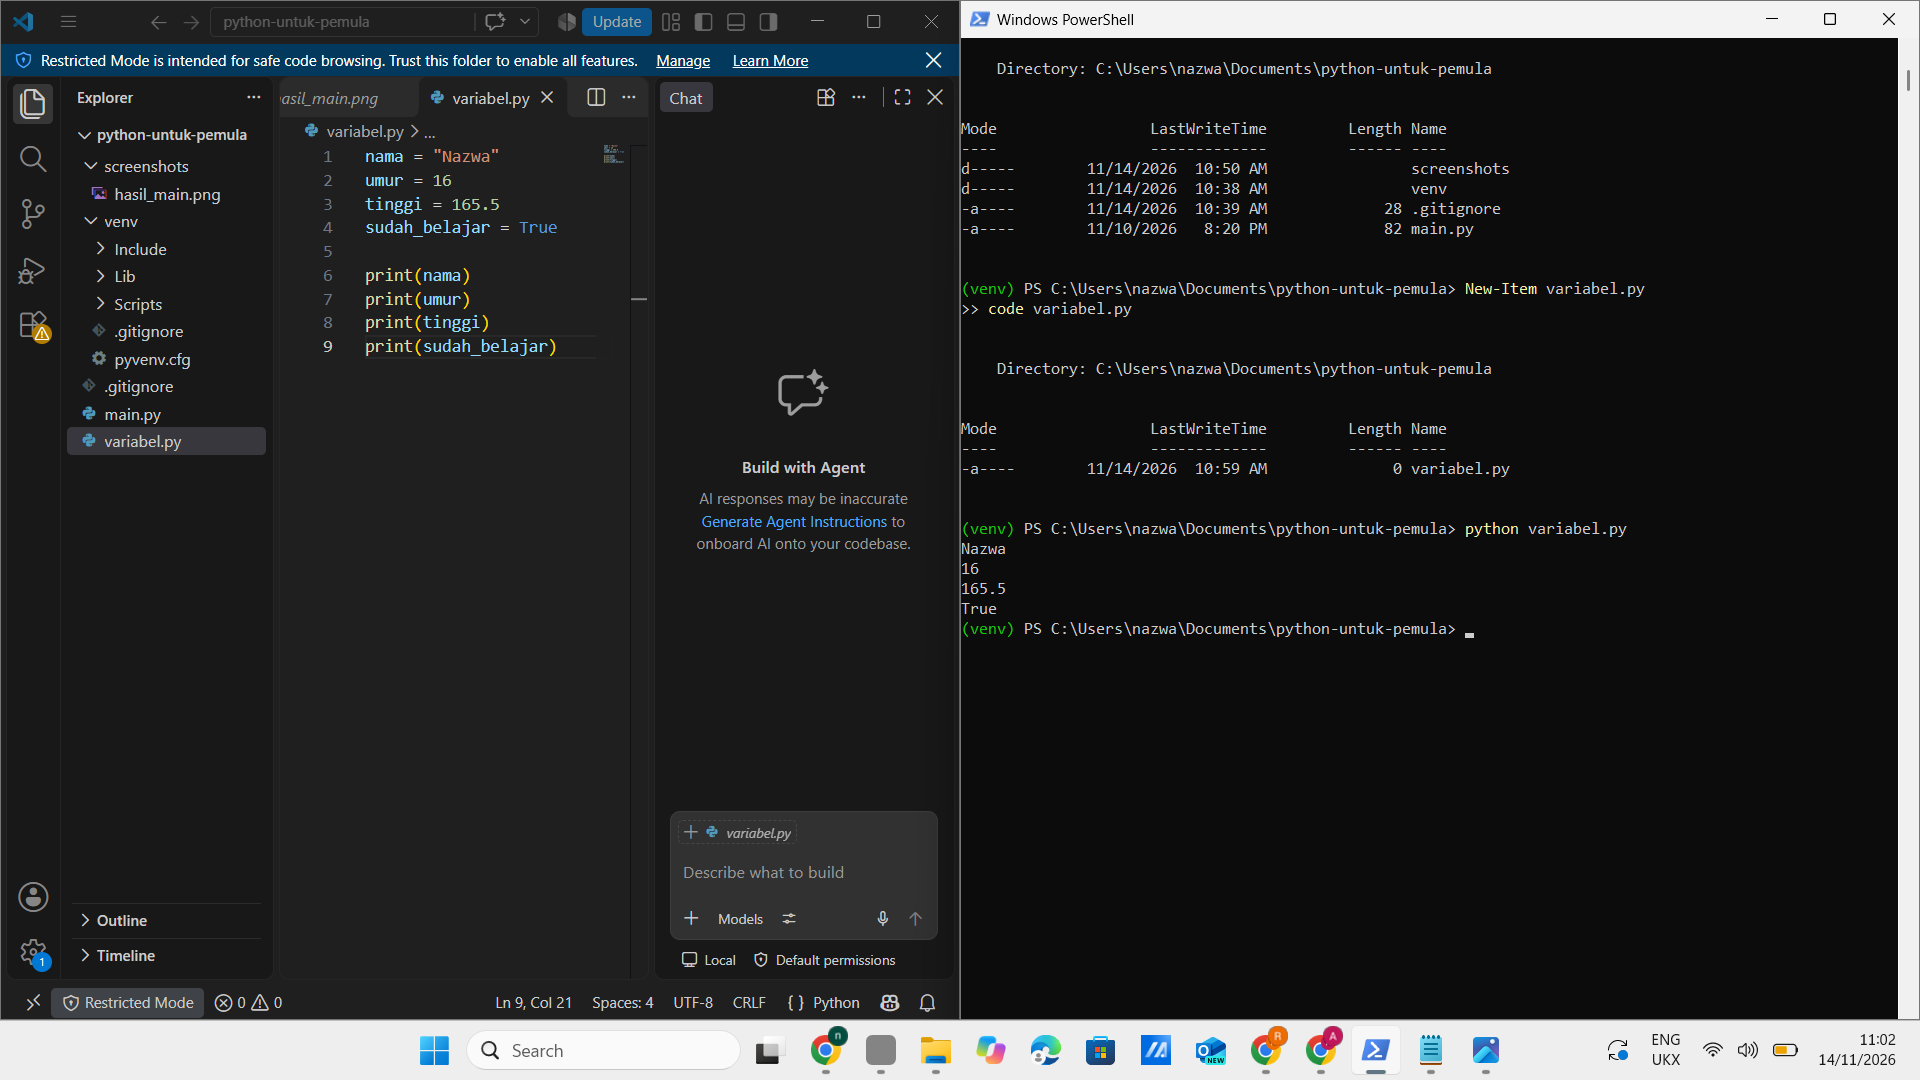 python-untuk-pemula
Update
Restricted Mode is intended for safe code browsing. Trust this folder to enable all features.
Manage
Learn More
Explorer
python-untuk-pemula
screenshots
hasil_main.png
venv
Include
Lib
Scripts
.gitignore
pyvenv.cfg
.gitignore
main.py
variabel.py
Outline
Timeline
asil_main.png
variabel.py
variabel.py > ...
1 nama = "Nazwa"
2 umur = 16
3 tinggi = 165.5
4 sudah_belajar = True
5
6 print(nama)
7 print(umur)
8 print(tinggi)
9 print(sudah_belajar)
Chat
Build with Agent
AI responses may be inaccurate
Generate Agent Instructions to
onboard AI onto your codebase.
variabel.py
Describe what to build
Models
Local
Default permissions
1
Restricted Mode
0
0
Ln 9, Col 21
Spaces: 4
UTF-8
CRLF
{ } Python
Windows PowerShell
Directory: C:\Users\nazwa\Documents\python-untuk-pemula
Mode LastWriteTime Length Name
---- ------------- ------ ----
d----- 11/14/2026 10:50 AM screenshots
d----- 11/14/2026 10:38 AM venv
-a---- 11/14/2026 10:39 AM 28 .gitignore
-a---- 11/10/2026 8:20 PM 82 main.py
(venv) PS C:\Users\nazwa\Documents\python-untuk-pemula> New-Item variabel.py
>> code variabel.py
Directory: C:\Users\nazwa\Documents\python-untuk-pemula
Mode LastWriteTime Length Name
---- ------------- ------ ----
-a---- 11/14/2026 10:59 AM 0 variabel.py
(venv) PS C:\Users\nazwa\Documents\python-untuk-pemula> python variabel.py
Nazwa
16
165.5
True
(venv) PS C:\Users\nazwa\Documents\python-untuk-pemula>
Search
n
NEW
R
A
ENG
UKX
11:02
14/11/2026